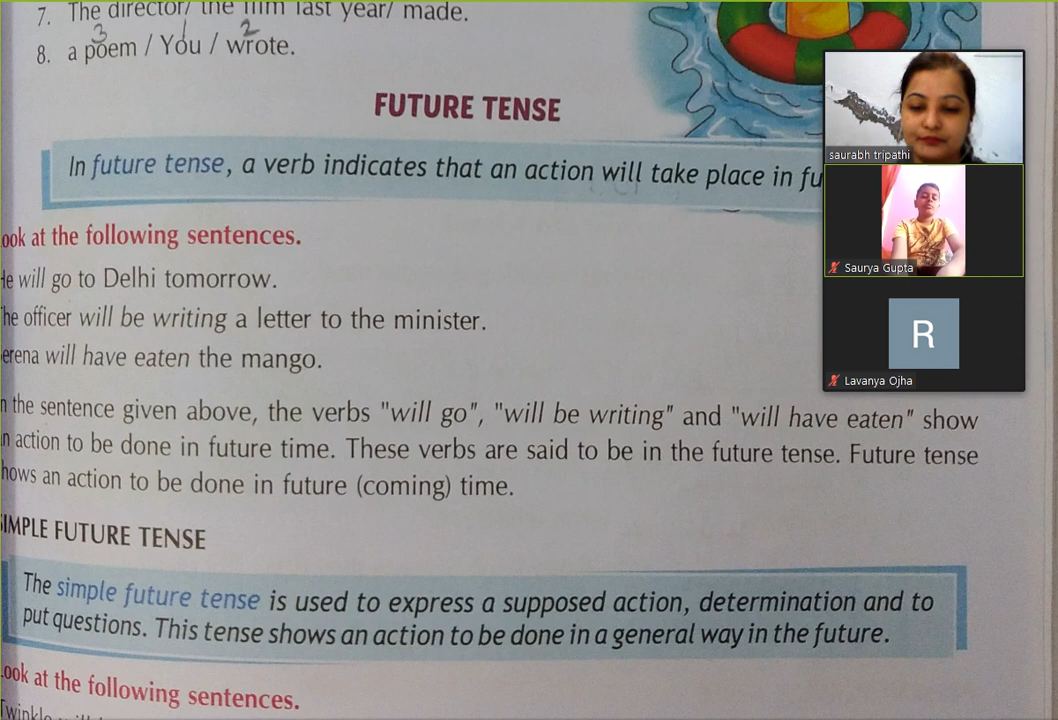 7. The director/ the film last year/ made.
3 1 2
8. a poem / You / wrote.
FUTURE TENSE
In future tense, a verb indicates that an action will take place in fu
ook at the following sentences.
He will go to Delhi tomorrow.
he officer will be writing a letter to the minister.
erena will have eaten the mango.
n the sentence given above, the verbs "will go", "will be writing" and "will have eaten" show
n action to be done in future time. These verbs are said to be in the future tense. Future tense
hows an action to be done in future (coming) time.
SIMPLE FUTURE TENSE
The simple future tense is used to express a supposed action, determination and to
put questions. This tense shows an action to be done in a general way in the future.
Look at the following sentences.
Twinkle
saurabh tripathi
Saurya Gupta
R
Lavanya Ojha